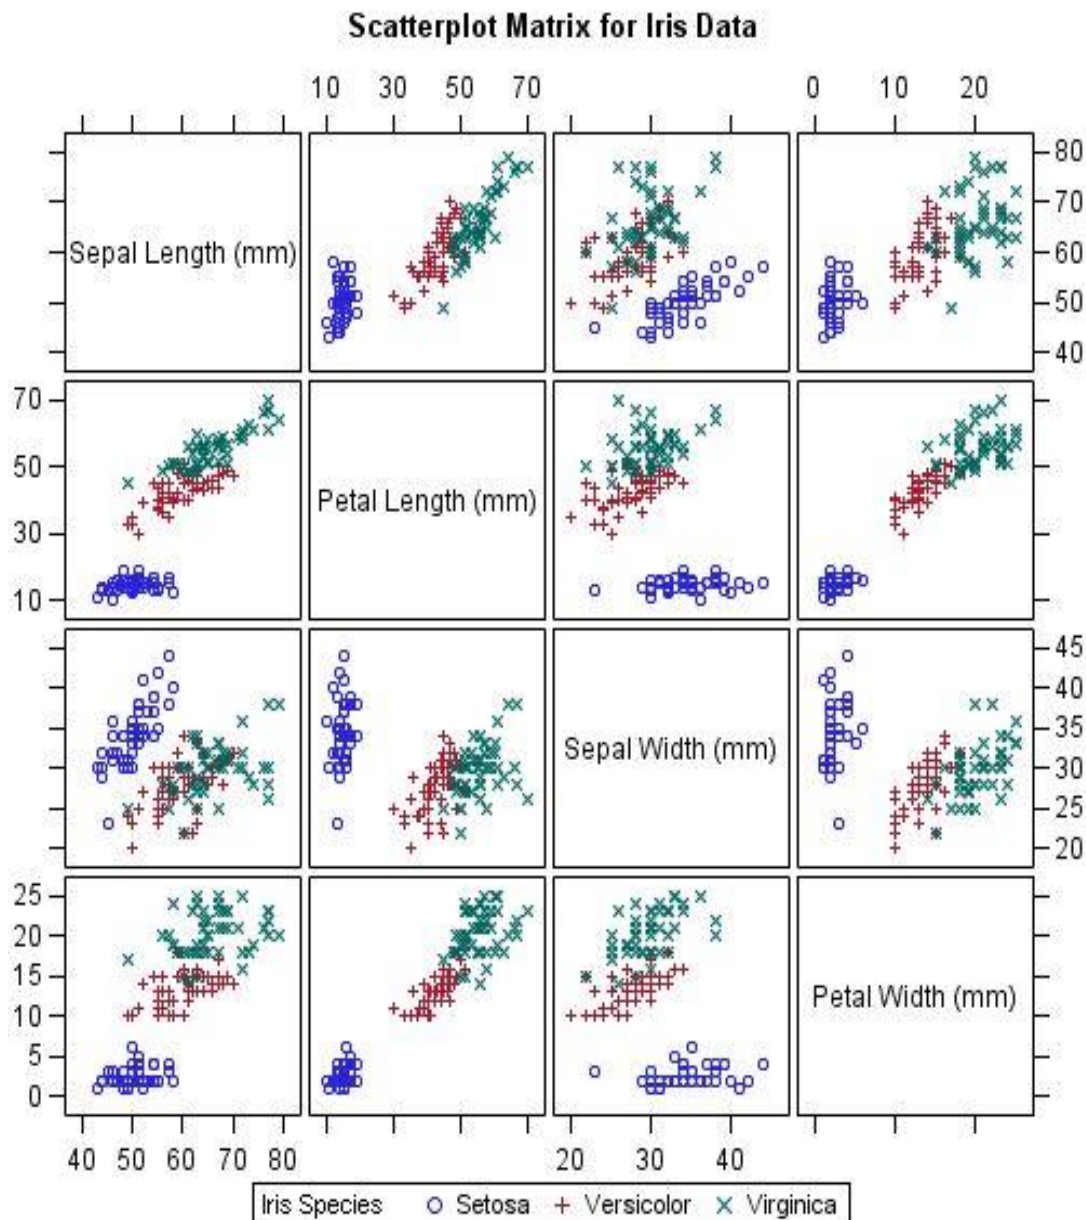 Scatterplot Matrix for Iris Data
10 30 50 70 0 10 20
80
70
Sepal Length (mm)
60
50
40
70
50
Petal Length (mm)
30
10
45
40
35
Sepal Width (mm)
30
25
20
25
20
15
Petal Width (mm)
10
5
0
40 50 60 70 80 20 30 40
Iris Species Setosa Versicolor Virginica